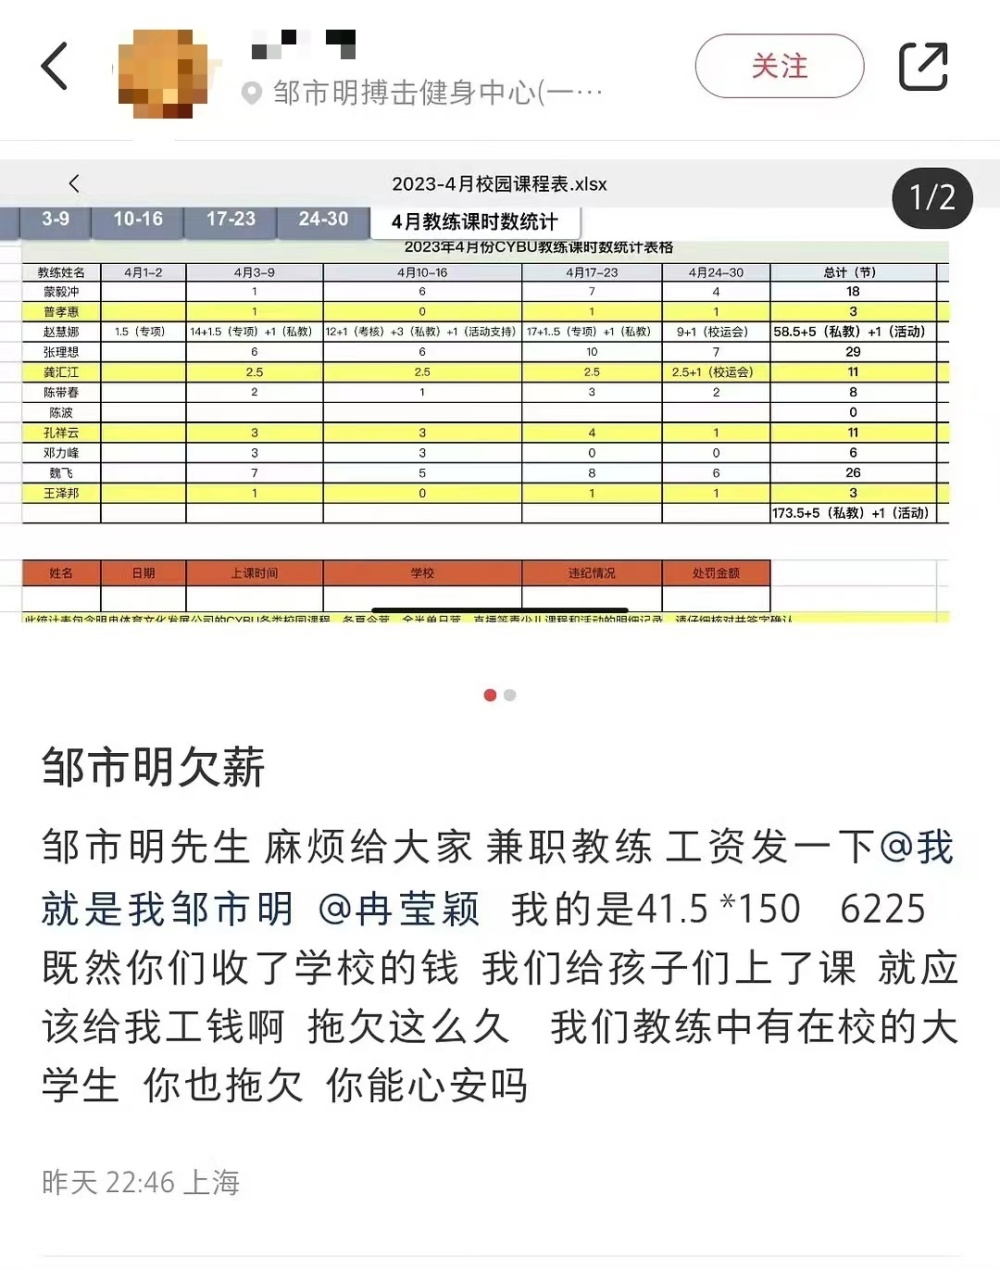 邹市明搏击健身中心(一…
关注
2023-4月校园课程表.xlsx
1/2
3-9 10-16 17-23 24-30 4月教练课时数统计
2023年4月份CYBU教练课时数统计表格
教练姓名 4月1-2 4月3-9 4月10-16 4月17-23 4月24-30 总计（节）
蒙毅冲 1 6 7 4 18
普孝惠 1 0 1 1 3
赵慧娜 1.5（专项） 14+1.5（专项）+1（私教） 12+1（考核）+3（私教）+1（活动支持） 17+1..5（专项）+1（私教） 9+1（校运会） 58.5+5（私教）+1（活动）
张理想 6 6 10 7 29
龚汇江 2.5 2.5 2.5 2.5+1（校运会） 11
陈带春 2 1 3 2 8
陈波 0
孔祥云 3 3 4 1 11
邓力峰 3 3 0 0 6
魏飞 7 5 8 6 26
王泽邦 1 0 1 1 3
173.5+5（私教）+1（活动）
姓名 日期 上课时间 学校 违纪情况 处罚金额
邹市明欠薪
邹市明先生 麻烦给大家 兼职教练 工资发一下@我
就是我邹市明 @冉莹颖 我的是41.5 *150 6225
既然你们收了学校的钱 我们给孩子们上了课 就应
该给我工钱啊 拖欠这么久 我们教练中有在校的大
学生 你也拖欠 你能心安吗
昨天 22:46 上海